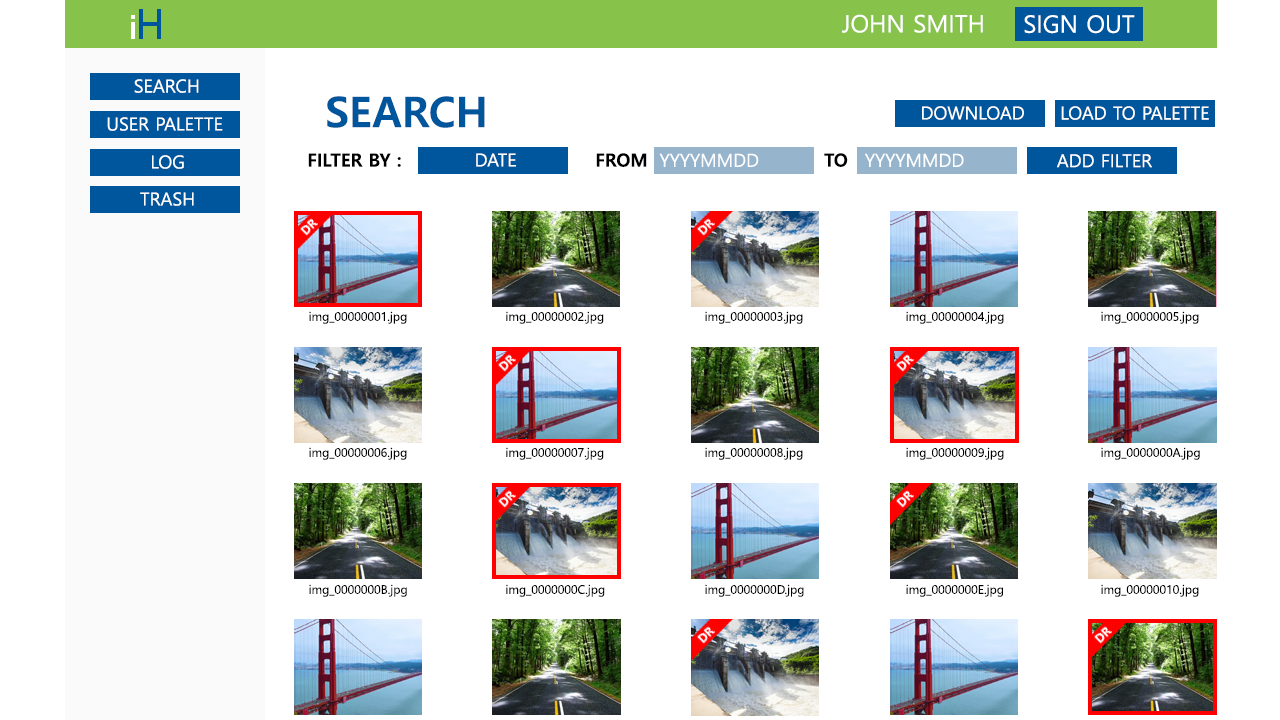 iH
JOHN SMITH SIGN OUT
SEARCH
USER PALETTE
LOG
TRASH
SEARCH
DOWNLOAD LOAD TO PALETTE
FILTER BY : DATE FROM YYYYMMDD TO YYYYMMDD ADD FILTER
DR DR
img_00000001.jpg img_00000002.jpg img_00000003.jpg img_00000004.jpg img_00000005.jpg
DR DR
img_00000006.jpg img_00000007.jpg img_00000008.jpg img_00000009.jpg img_0000000A.jpg
DR DR
img_0000000B.jpg img_0000000C.jpg img_0000000D.jpg img_0000000E.jpg img_00000010.jpg
DR DR